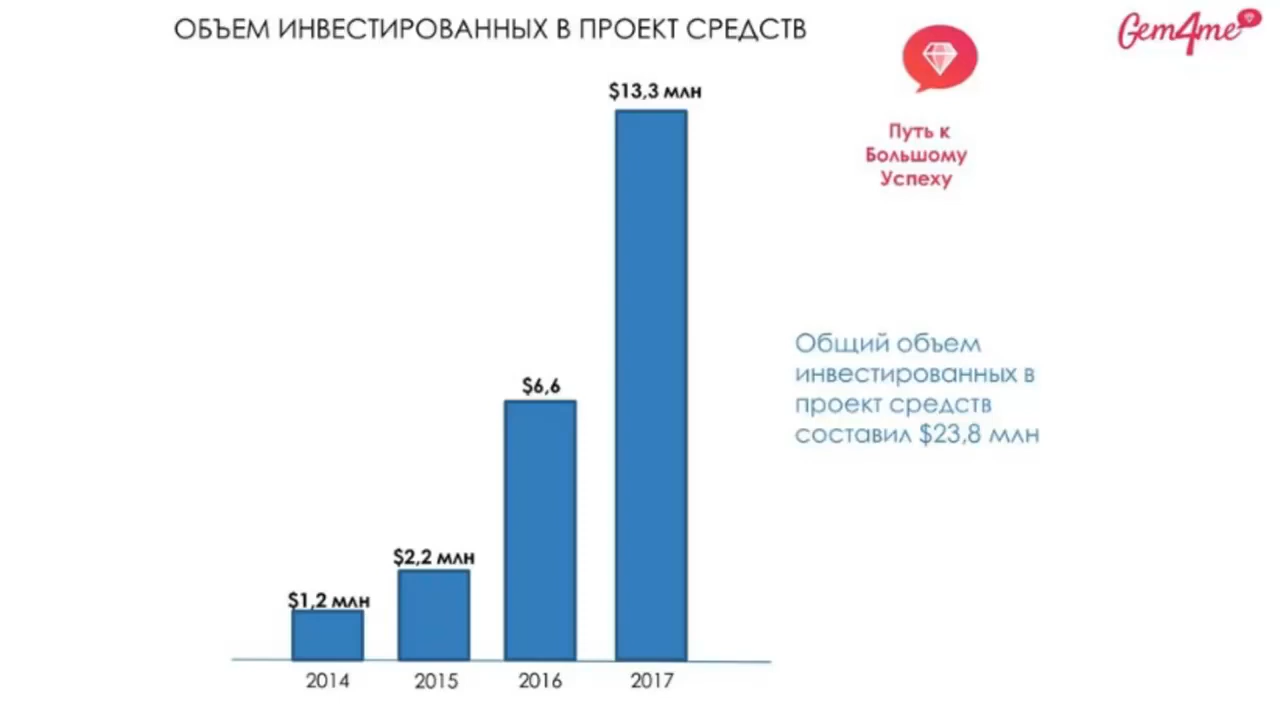 ОБЪЕМ ИНВЕСТИРОВАННЫХ В ПРОЕКТ СРЕДСТВ
Gem4me
Путь к
Большому
Успеху
$13,3 млн
$6,6
$2,2 млн
$1,2 млн
Общий объем
инвестированных в
проект средств
составил $23,8 млн
2014 2015 2016 2017